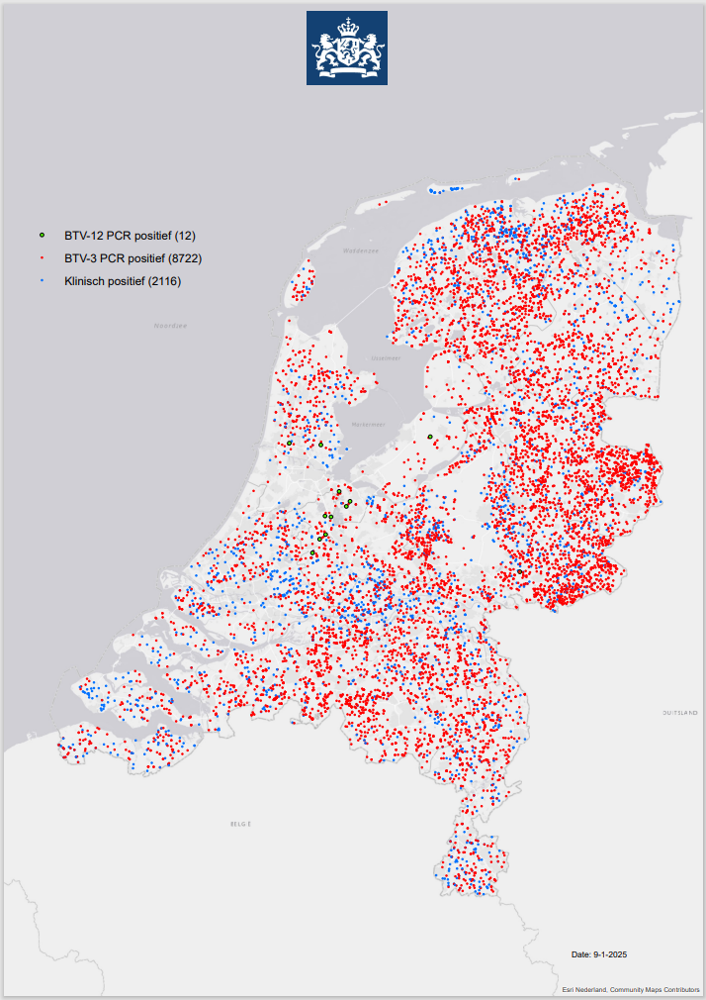 BTV-12 PCR positief (12)
BTV-3 PCR positief (8722)
Klinisch positief (2116)
Waddenzee
Noordzee
IJsselmeer
Markermeer
DUITSLAND
BELGIË
Date: 9-1-2025
Esri Nederland, Community Maps Contributors